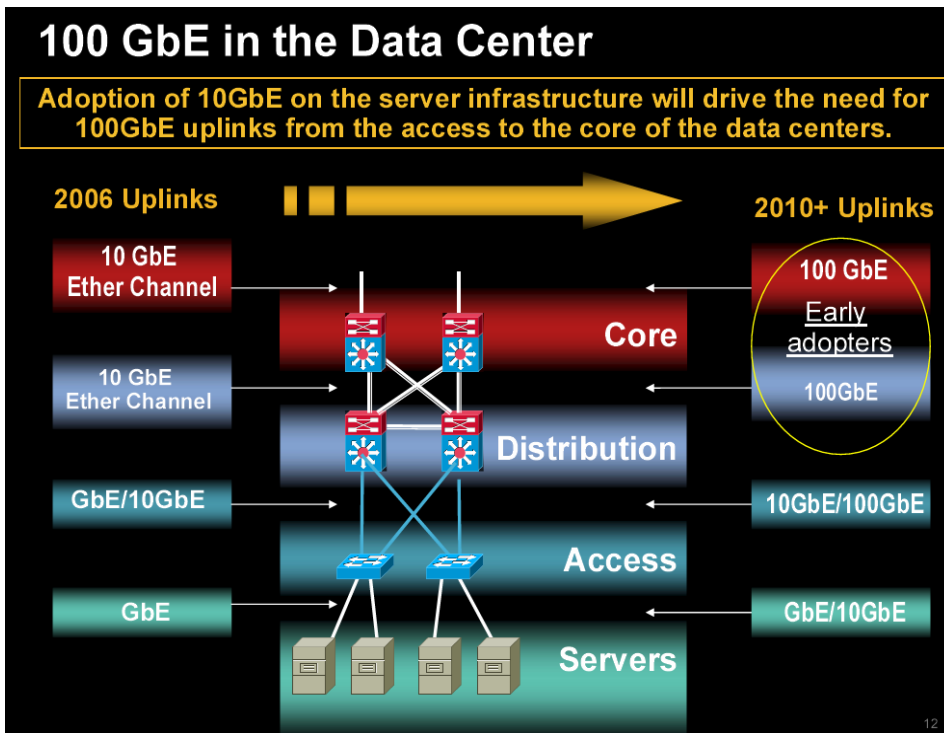 100 GbE in the Data Center
Adoption of 10GbE on the server infrastructure will drive the need for
100GbE uplinks from the access to the core of the data centers.
2006 Uplinks
2010+ Uplinks
10 GbE
Ether Channel
100 GbE
Early
adopters
Core
10 GbE
Ether Channel
100GbE
Distribution
GbE/10GbE
10GbE/100GbE
Access
GbE
GbE/10GbE
Servers
12